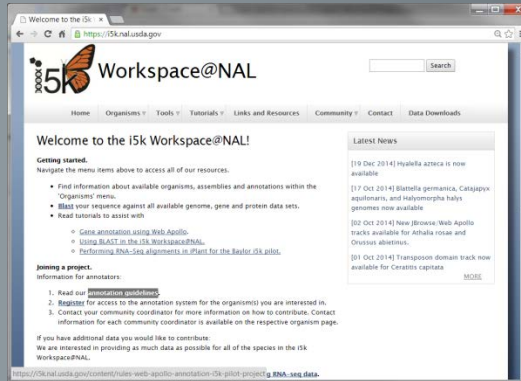 Welcome to the i5k
https://i5k.nal.usda.gov
i5k
Workspace@NAL
Search
Home Organisms Tools Tutorials Links and Resources Community Contact Data Downloads
Welcome to the i5k Workspace@NAL!
Getting started.
Navigate the menu items above to access all of our resources.
Find information about available organisms, assemblies and annotations within the
'Organisms' menu.
Blast your sequence against all available genome, gene and protein data sets.
Read tutorials to assist with
Gene annotation using Web Apollo.
Using BLAST in the i5k Workspace@NAL.
Performing RNA-Seq alignments in iPlant for the Baylor i5k pilot.
Joining a project.
Information for annotators:
1. Read our annotation guidelines.
2. Register for access to the annotation system for the organism(s) you are interested in.
3. Contact your community coordinator for more information on how to contribute. Contact
information for each community coordinator is available on the respective organism page.
If you have additional data you would like to contribute:
We are interested in providing as much data as possible for all of the species in the i5k
Workspace@NAL.
https://i5k.nal.usda.gov/content/rules-web-apollo-annotation-i5k-pilot-project g RNA-seq data.
Latest News
[19 Dec 2014] Hyalella azteca is now
available
[17 Oct 2014] Blattella germanica, Catajapyx
aquilonaris, and Halyomorpha halys
genomes now available
[02 Oct 2014] New JBrowse/Web Apollo
tracks available for Athalia rosae and
Orussus abietinus.
[01 Oct 2014] Transposon domain track now
available for Ceratitis capitata
MORE